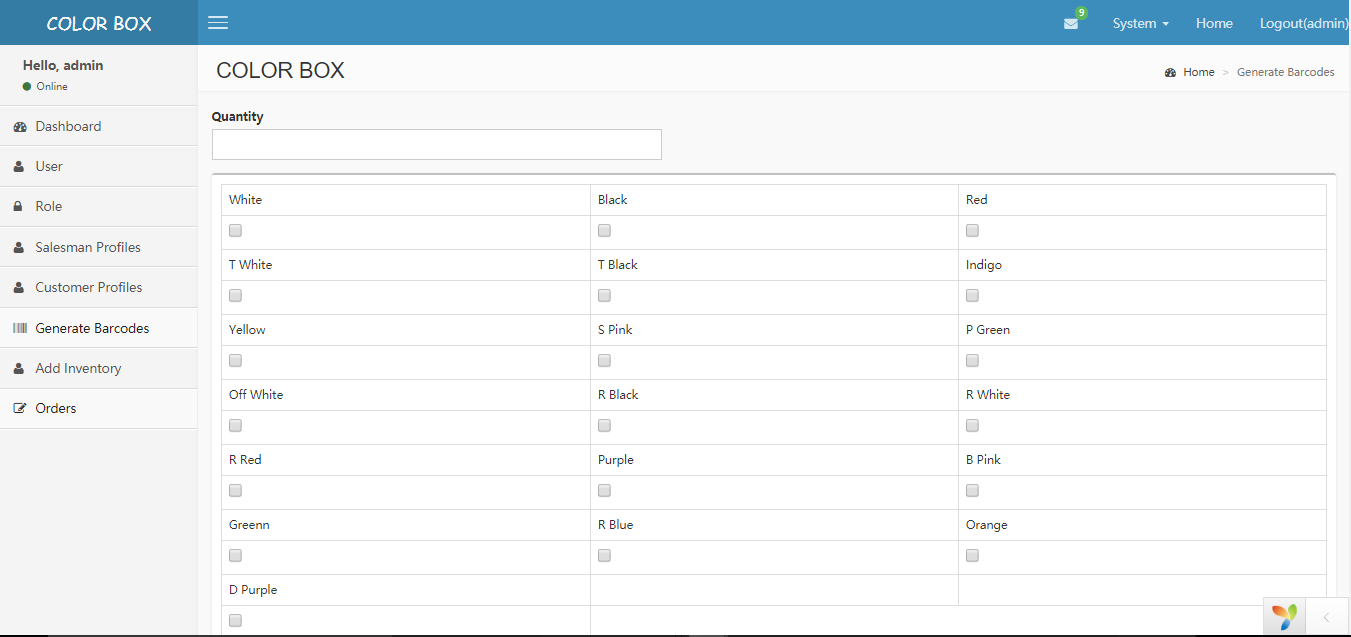 COLOR BOX
9
System
Home
Logout(admin)
Hello, admin
Online
Dashboard
User
Role
Salesman Profiles
Customer Profiles
Generate Barcodes
Add Inventory
Orders
COLOR BOX
Home > Generate Barcodes
Quantity
White Black Red
T White T Black Indigo
Yellow S Pink P Green
Off White R Black R White
R Red Purple B Pink
Greenn R Blue Orange
D Purple